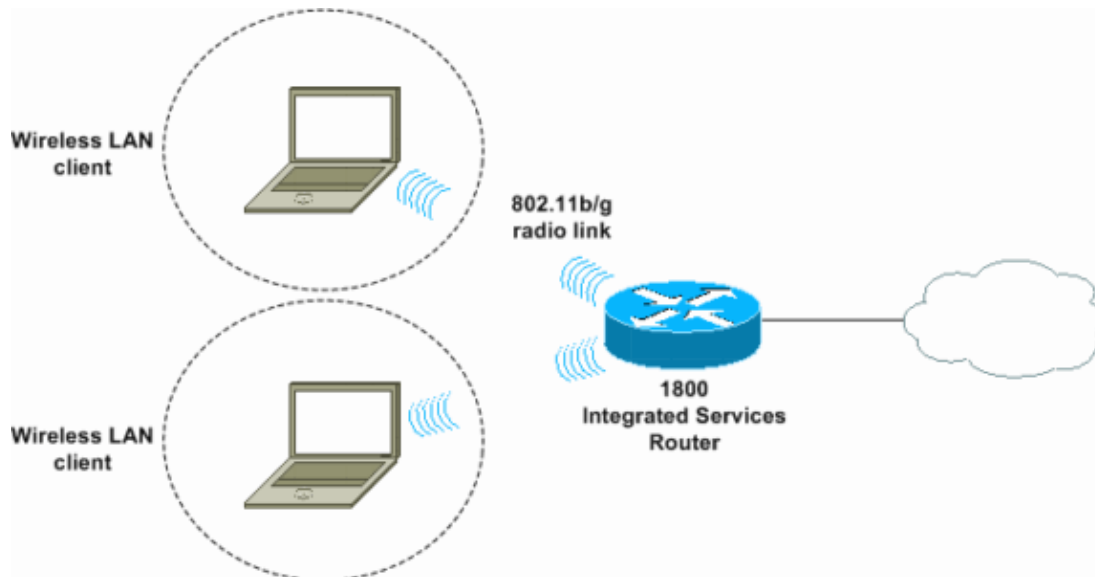 Wireless LAN
client
802.11b/g
radio link
1800
Integrated Services
Router
Wireless LAN
client